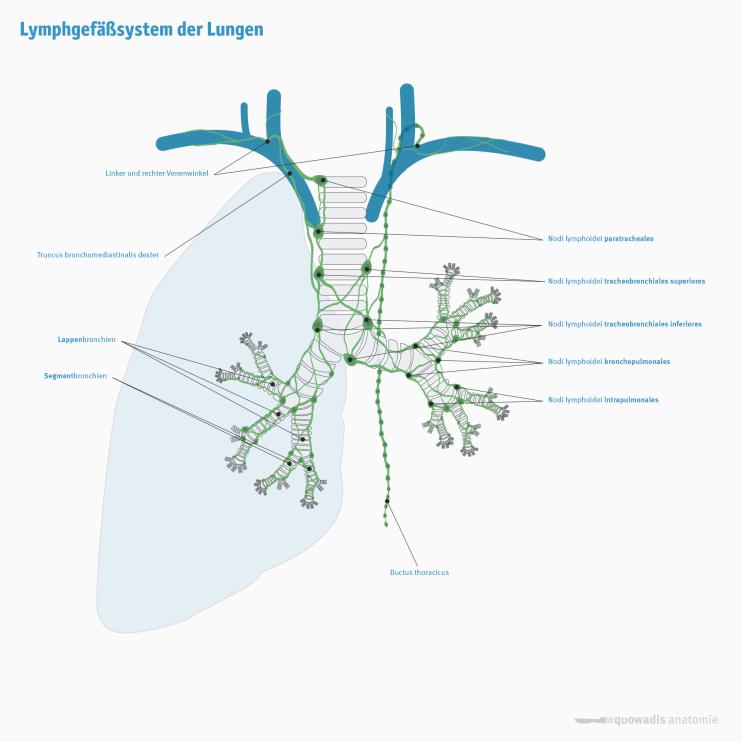 Lymphgefäßsystem der Lungen
Linker und rechter Venenwinkel
Truncus bronchomediastinalis dexter
Nodi lymphoidei paratracheales
Nodi lymphoidei tracheobronchiales superiores
Nodi lymphoidei tracheobronchiales inferiores
Lappenbronchien
Nodi lymphoidei bronchopulmonales
Segmentbronchien
Nodi lymphoidei intrapulmonales
Ductus thoracicus
quowadis anatomie